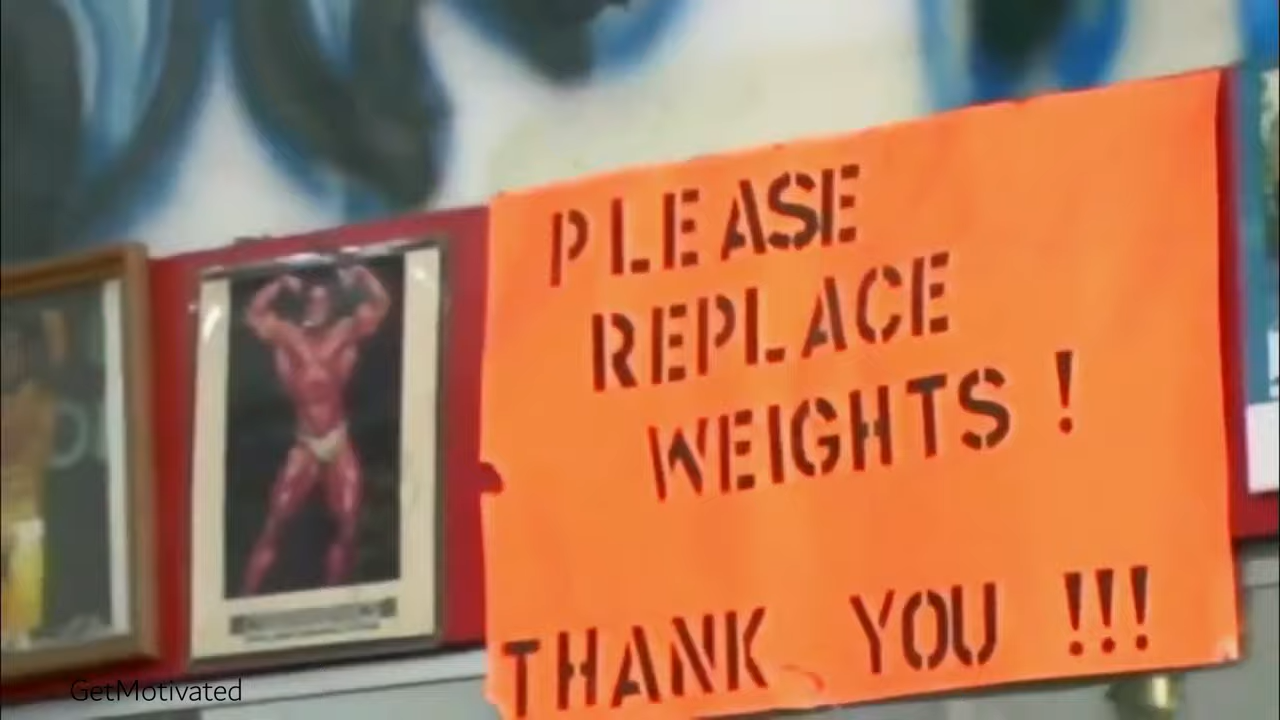 PLEASE
REPLACE
WEIGHTS !
THANK YOU !!!
GetMotivated